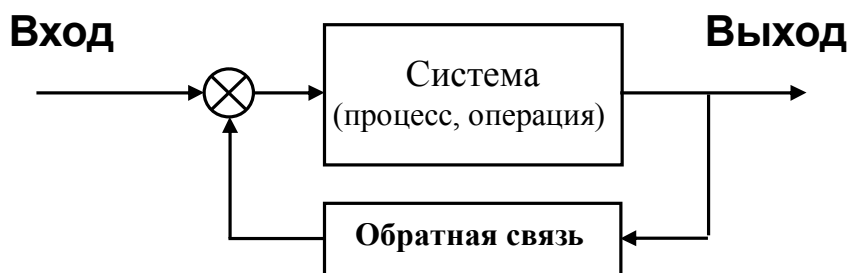 Вход
Выход
Система
(процесс, операция)
Обратная связь